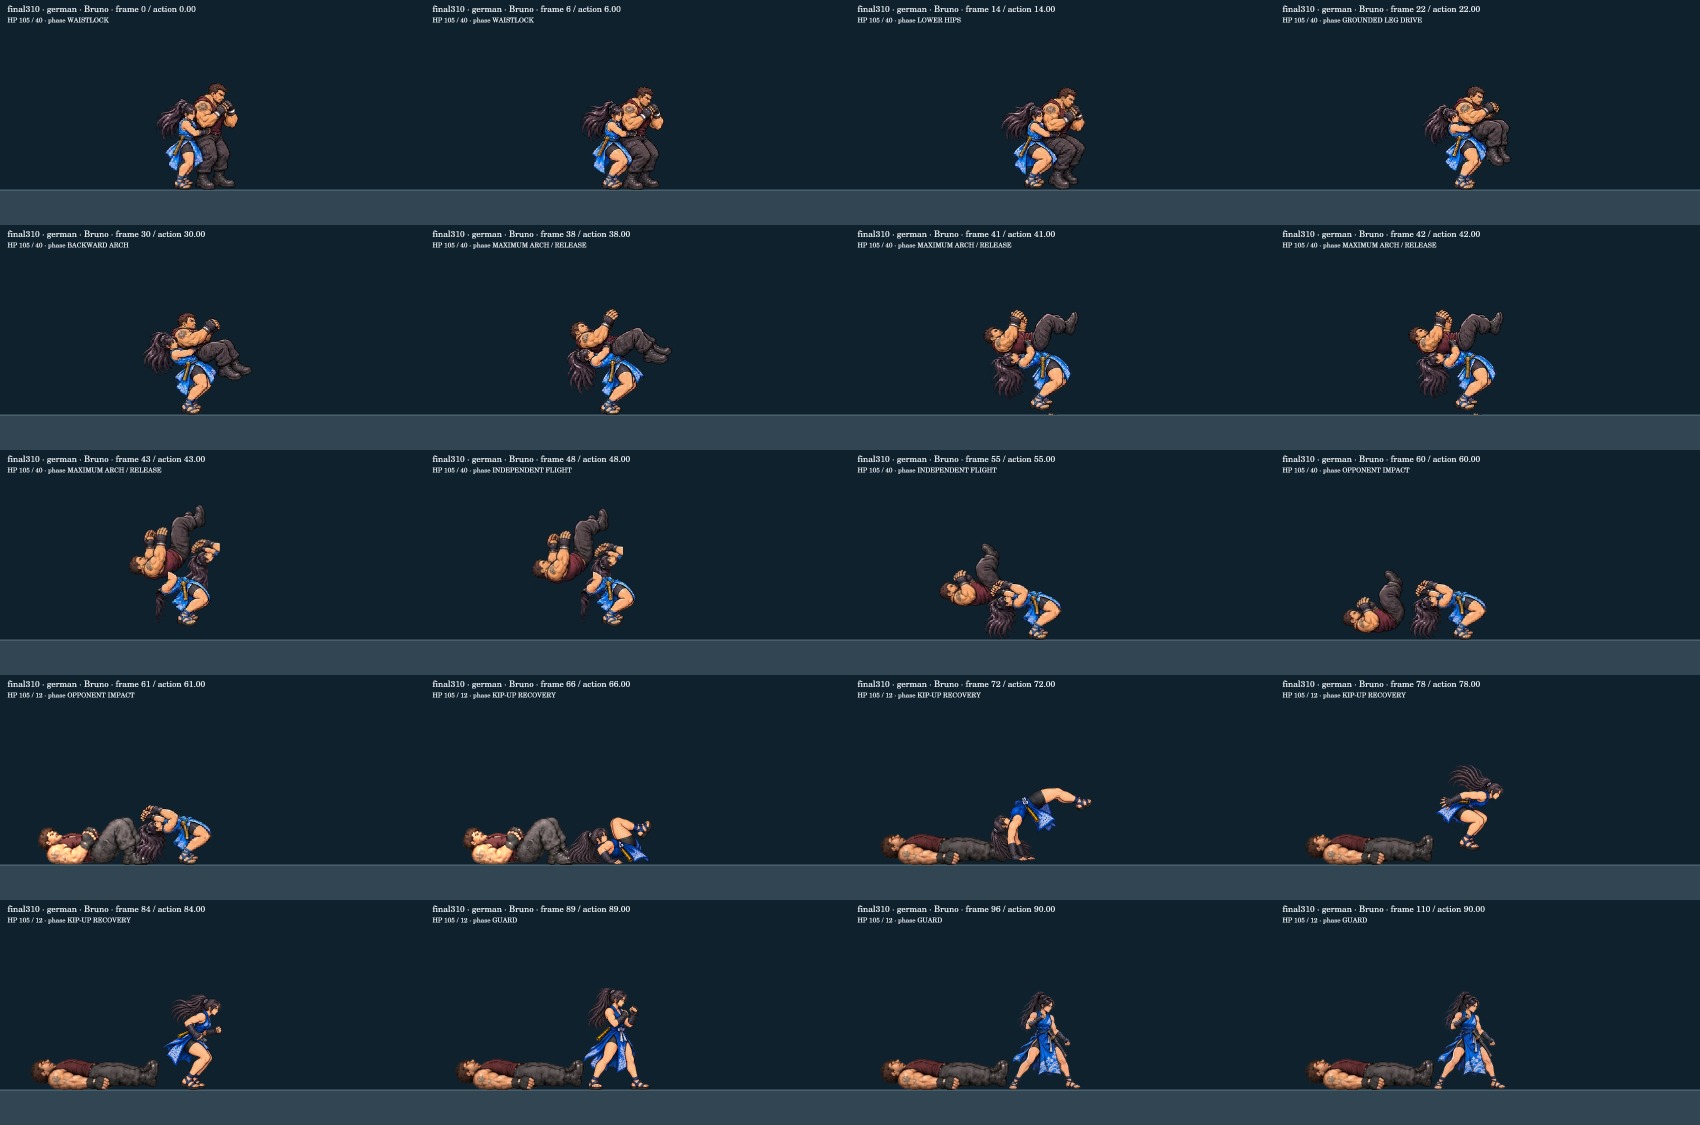 final310 · german · Bruno · frame 0 / action 0.00
HP 105 / 40 · phase WAISTLOCK
final310 · german · Bruno · frame 6 / action 6.00
HP 105 / 40 · phase WAISTLOCK
final310 · german · Bruno · frame 14 / action 14.00
HP 105 / 40 · phase LOWER HIPS
final310 · german · Bruno · frame 22 / action 22.00
HP 105 / 40 · phase GROUNDED LEG DRIVE
final310 · german · Bruno · frame 30 / action 30.00
HP 105 / 40 · phase BACKWARD ARCH
final310 · german · Bruno · frame 38 / action 38.00
HP 105 / 40 · phase MAXIMUM ARCH / RELEASE
final310 · german · Bruno · frame 41 / action 41.00
HP 105 / 40 · phase MAXIMUM ARCH / RELEASE
final310 · german · Bruno · frame 42 / action 42.00
HP 105 / 40 · phase MAXIMUM ARCH / RELEASE
final310 · german · Bruno · frame 43 / action 43.00
HP 105 / 40 · phase MAXIMUM ARCH / RELEASE
final310 · german · Bruno · frame 48 / action 48.00
HP 105 / 40 · phase INDEPENDENT FLIGHT
final310 · german · Bruno · frame 55 / action 55.00
HP 105 / 40 · phase INDEPENDENT FLIGHT
final310 · german · Bruno · frame 60 / action 60.00
HP 105 / 40 · phase OPPONENT IMPACT
final310 · german · Bruno · frame 61 / action 61.00
HP 105 / 12 · phase OPPONENT IMPACT
final310 · german · Bruno · frame 66 / action 66.00
HP 105 / 12 · phase KIP-UP RECOVERY
final310 · german · Bruno · frame 72 / action 72.00
HP 105 / 12 · phase KIP-UP RECOVERY
final310 · german · Bruno · frame 78 / action 78.00
HP 105 / 12 · phase KIP-UP RECOVERY
final310 · german · Bruno · frame 84 / action 84.00
HP 105 / 12 · phase KIP-UP RECOVERY
final310 · german · Bruno · frame 89 / action 89.00
HP 105 / 12 · phase GUARD
final310 · german · Bruno · frame 96 / action 90.00
HP 105 / 12 · phase GUARD
final310 · german · Bruno · frame 110 / action 90.00
HP 105 / 12 · phase GUARD